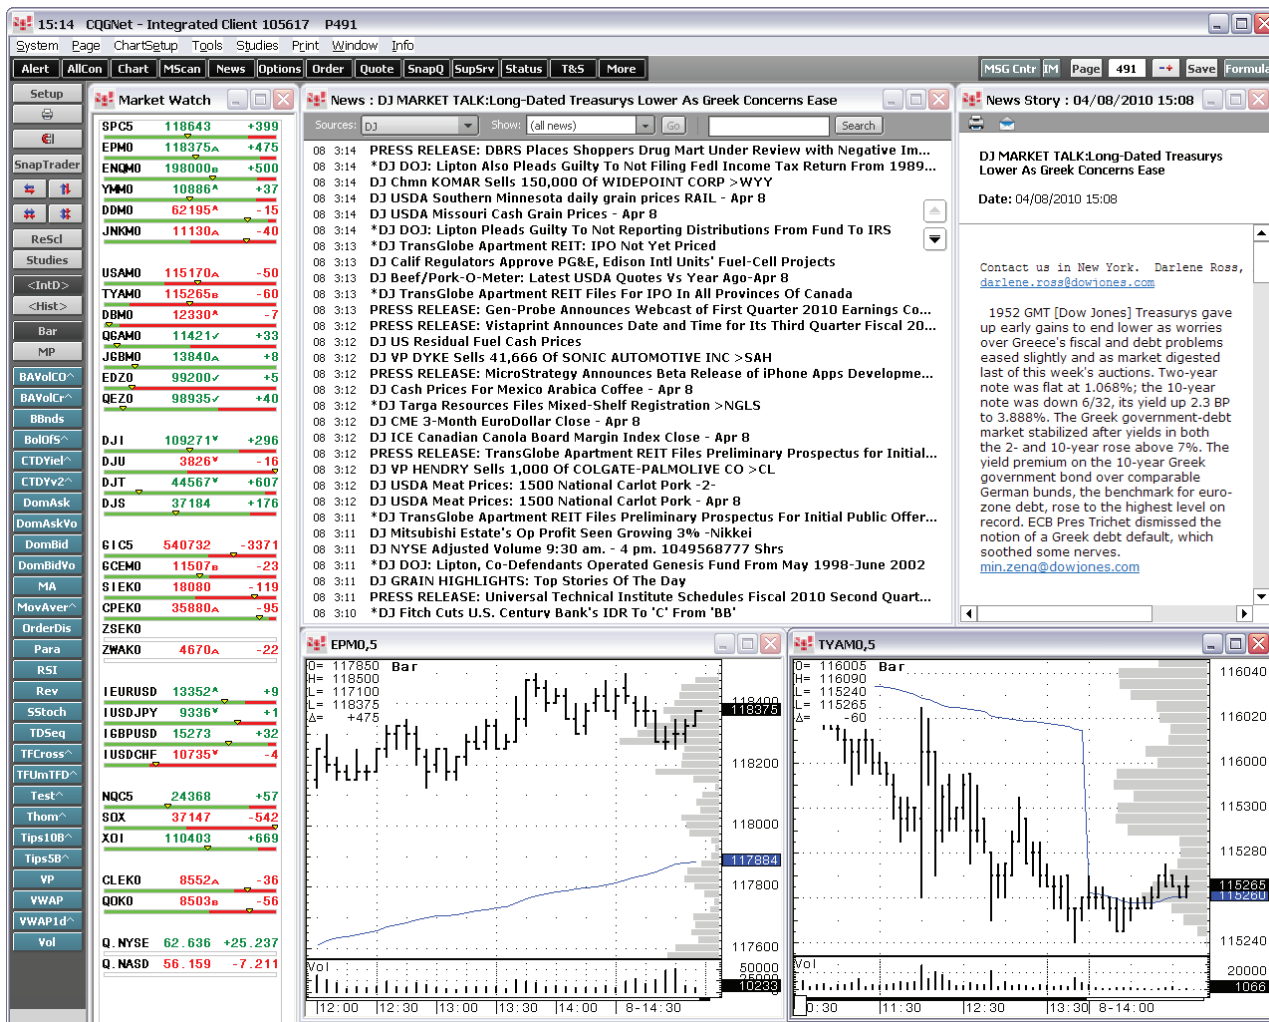 15:14 CQGNet - Integrated Client 105617 P491
System Page ChartSetup Tools Studies Print Window Info
Alert AllCon Chart MScan News Options Order Quote SnapQ SupSrv Status T&S More MSG Cntr IM Page 491 -+ Save Formula
Setup
SnapTrader
ReScl
Studies
<IntD>
<Hist>
Bar
MP
BAVolCO^
BAVolCr^
BBnds
BolOfS^
CTDYiel^
CTDYv2^
DomAsk
DomAskVo
DomBid
DomBidVo
MA
MovAver^
OrderDis
Para
RSI
Rev
SStoch
TDSeq
TFCross^
TFUmTFD^
Test^
Thom^
Tips10B^
Tips5B^
VP
VWAP
VWAP1d^
Vol
Market Watch
SPC5 118643 +399
EPM0 118375A +475
ENQM0 198000B +500
YMM0 10886^ +37
DDM0 62195^ -15
JNKM0 11130A -40
USAM0 115170A -50
TYAM0 115265B -60
DBM0 12330^ -7
QGAM0 11421✓ +33
JGBM0 13840A +8
EDZ0 99200✓ +5
QEZ0 98935✓ +40
DJI 109271¥ +296
DJU 3826¥ -16
DJT 44567¥ +607
DJS 37184 +176
GIC5 540732 -3371
GCEM0 11507B -23
SIEK0 18080 -119
CPEK0 35880A -95
ZSEK0
ZWAK0 4670A -22
IEURUSD 13352^ +9
IUSDJPY 9336¥ +1
IGBPUSD 15273 +32
IUSDCHF 10735¥ -4
NQC5 24368 +57
SOX 37147 -542
XOI 110403 +669
CLEK0 8552A -36
QOK0 8503B -56
Q.NYSE 62.636 +25.237
Q.NASD 56.159 -7.211
News : DJ MARKET TALK:Long-Dated Treasurys Lower As Greek Concerns Ease
Sources: DJ Show: (all news) Go Search
08 3:14 PRESS RELEASE: DBRS Places Shoppers Drug Mart Under Review with Negative Im...
08 3:14 *DJ DOJ: Lipton Also Pleads Guilty To Not Filing Fedl Income Tax Return From 1989...
08 3:14 DJ Chmn KOMAR Sells 150,000 Of WIDEPOINT CORP >WYY
08 3:14 DJ USDA Southern Minnesota daily grain prices RAIL - Apr 8
08 3:14 DJ USDA Missouri Cash Grain Prices - Apr 8
08 3:14 *DJ DOJ: Lipton Pleads Guilty To Not Reporting Distributions From Fund To IRS
08 3:13 *DJ TransGlobe Apartment REIT: IPO Not Yet Priced
08 3:13 DJ Calif Regulators Approve PG&E, Edison Intl Units' Fuel-Cell Projects
08 3:13 DJ Beef/Pork-O-Meter: Latest USDA Quotes Vs Year Ago-Apr 8
08 3:13 *DJ TransGlobe Apartment REIT Files For IPO In All Provinces Of Canada
08 3:13 PRESS RELEASE: Gen-Probe Announces Webcast of First Quarter 2010 Earnings Co...
08 3:13 PRESS RELEASE: Vistaprint Announces Date and Time for Its Third Quarter Fiscal 20...
08 3:12 DJ US Residual Fuel Cash Prices
08 3:12 DJ VP DYKE Sells 41,666 Of SONIC AUTOMOTIVE INC >SAH
08 3:12 PRESS RELEASE: MicroStrategy Announces Beta Release of iPhone Apps Developme...
08 3:12 DJ Cash Prices For Mexico Arabica Coffee - Apr 8
08 3:12 *DJ Targa Resources Files Mixed-Shelf Registration >NGLS
08 3:12 DJ CME 3-Month EuroDollar Close - Apr 8
08 3:12 DJ ICE Canadian Canola Board Margin Index Close - Apr 8
08 3:12 PRESS RELEASE: TransGlobe Apartment REIT Files Preliminary Prospectus for Initial...
08 3:12 DJ VP HENDRY Sells 1,000 Of COLGATE-PALMOLIVE CO >CL
08 3:12 DJ USDA Meat Prices: 1500 National Carlot Pork -2-
08 3:12 DJ USDA Meat Prices: 1500 National Carlot Pork - Apr 8
08 3:11 *DJ TransGlobe Apartment REIT Files Preliminary Prospectus For Initial Public Offer...
08 3:11 DJ Mitsubishi Estate's Op Profit Seen Growing 3% -Nikkei
08 3:11 DJ NYSE Adjusted Volume 9:30 am. - 4 pm. 1049568777 Shrs
08 3:11 *DJ DOJ: Lipton, Co-Defendants Operated Genesis Fund From May 1998-June 2002
08 3:11 DJ GRAIN HIGHLIGHTS: Top Stories Of The Day
08 3:11 PRESS RELEASE: Universal Technical Institute Schedules Fiscal 2010 Second Quart...
08 3:10 *DJ Fitch Cuts U.S. Century Bank's IDR To 'C' From 'BB'
News Story : 04/08/2010 15:08
DJ MARKET TALK:Long-Dated Treasurys
Lower As Greek Concerns Ease
Date: 04/08/2010 15:08
Contact us in New York. Darlene Ross,
darlene.ross@dowjones.com
1952 GMT [Dow Jones] Treasurys gave
up early gains to end lower as worries
over Greece's fiscal and debt problems
eased slightly and as market digested
last of this week's auctions. Two-year
note was flat at 1.068%; the 10-year
note was down 6/32, its yield up 2.3 BP
to 3.888%. The Greek government-debt
market stabilized after yields in both
the 2- and 10-year rose above 7%. The
yield premium on the 10-year Greek
government bond over comparable
German bunds, the benchmark for euro-
zone debt, rose to the highest level on
record. ECB Pres Trichet dismissed the
notion of a Greek debt default, which
soothed some nerves.
min.zeng@dowjones.com
EPM0,5
O= 117850 Bar
H= 118500
L= 117100
L= 118375
Δ= +475
118400
118375
118200
118000
117884
117800
117600
Vol
50000
10233
12:00 12:30 13:00 13:30 14:00 8-14:30
TYAM0,5
O= 116005 Bar
H= 116090
L= 115240
L= 115265
Δ= -60
116040
116020
116000
115300
115280
115265
115260
115240
Vol
20000
1066
0:30 11:30 12:30 13:30 8-14:00